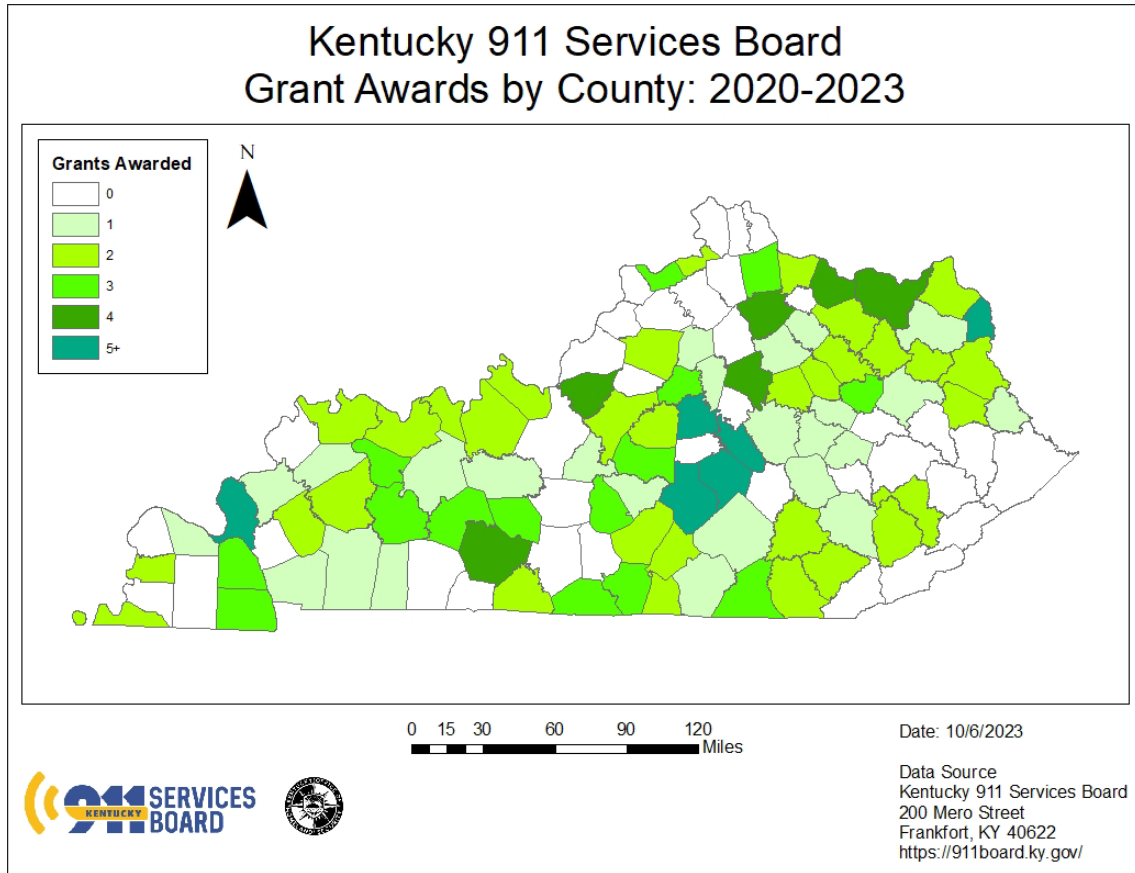 Kentucky 911 Services Board
Grant Awards by County: 2020-2023
Grants Awarded
0
1
2
3
4
5+
N
0 15 30 60 90 120
Miles
Date: 10/6/2023
Data Source
Kentucky 911 Services Board
200 Mero Street
Frankfort, KY 40622
https://911board.ky.gov/
911 SERVICES
KENTUCKY
BOARD